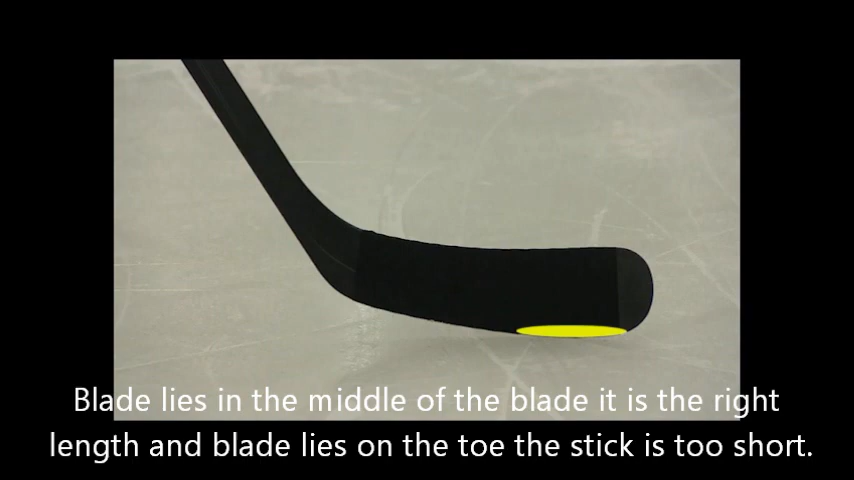 Blade lies in the middle of the blade it is the right
length and blade lies on the toe the stick is too short.